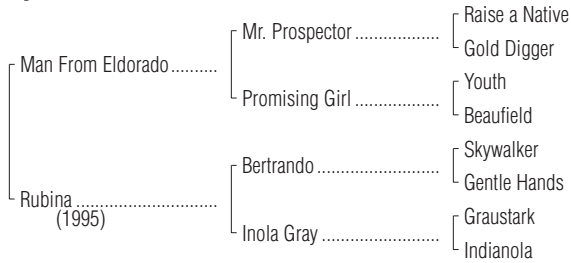 Raise a Native
Mr. Prospector ..................
Gold Digger
Man From Eldorado..........
Youth
Promising Girl ..................
Beaufield
Skywalker
Bertrando ..........................
Gentle Hands
Rubina ..............................
(1995)
Graustark
Inola Gray .........................
Indianola